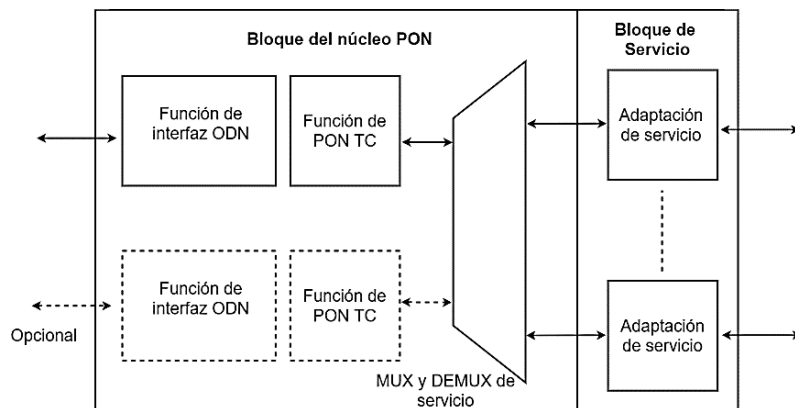 Bloque del núcleo PON
Bloque de
Servicio
Función de
interfaz ODN
Función de
PON TC
Adaptación
de servicio
Función de
interfaz ODN
Función de
PON TC
Adaptación
de servicio
Opcional
MUX y DEMUX de
servicio